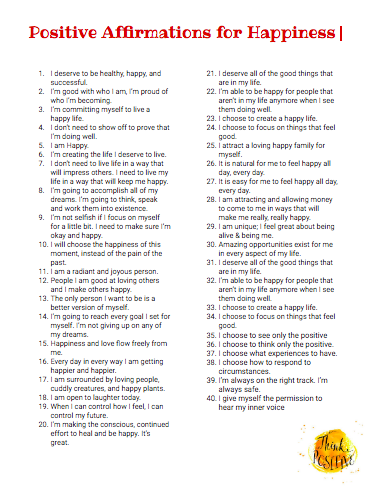 Positive Affirmations for Happiness|
1. I deserve to be healthy, happy, and
successful.
2. I'm good with who I am, I'm proud of
who I'm becoming.
3. I'm committing myself to live a
happy life.
4. I don't need to show off to prove that
I'm doing well.
5. I am Happy.
6. I'm creating the life I deserve to live.
7. I don't need to live life in a way that
will impress others. I need to live my
life in a way that will keep me happy.
8. I'm going to accomplish all of my
dreams. I'm going to think, speak
and work them into existence.
9. I'm not selfish if I focus on myself
for a little bit. I need to make sure I'm
okay and happy.
10. I will choose the happiness of this
moment, instead of the pain of the
past.
11. I am a radiant and joyous person.
12. People I am good at loving others
and I make others happy.
13. The only person I want to be is a
better version of myself.
14. I'm going to reach every goal I set for
myself. I'm not giving up on any of
my dreams.
15. Happiness and love flow freely from
me.
16. Every day in every way I am getting
happier and happier.
17. I am surrounded by loving people,
cuddly creatures, and happy plants.
18. I am open to laughter today.
19. When I can control how I feel, I can
control my future.
20. I'm making the conscious, continued
effort to heal and be happy. It's
great.
21. I deserve all of the good things that
are in my life.
22. I'm able to be happy for people that
aren't in my life anymore when I see
them doing well.
23. I choose to create a happy life.
24. I choose to focus on things that feel
good.
25. I attract a loving happy family for
myself.
26. It is natural for me to feel happy all
day, every day.
27. It is easy for me to feel happy all day,
every day.
28. I am attracting and allowing money
to come to me in ways that will
make me really, really happy.
29. I am unique; I feel great about being
alive & being me.
30. Amazing opportunities exist for me
in every aspect of my life.
31. I deserve all of the good things that
are in my life.
32. I'm able to be happy for people that
aren't in my life anymore when I see
them doing well.
33. I choose to create a happy life.
34. I choose to focus on things that feel
good.
35. I choose to see only the positive
36. I choose to think only the positive.
37. I choose what experiences to have.
38. I choose how to respond to
circumstances.
39. I'm always on the right track. I'm
always safe.
40. I give myself the permission to
hear my inner voice
Think
POSITIVE